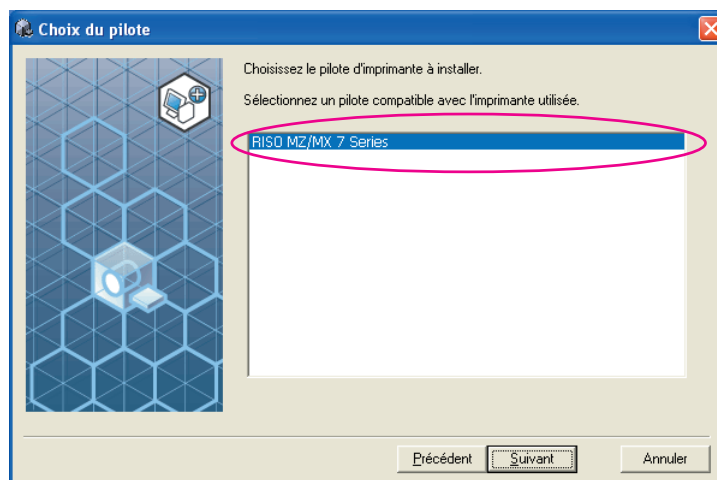 Choix du pilote
Choisissez le pilote d'imprimante à installer.
Sélectionnez un pilote compatible avec l'imprimante utilisée.
RISO MZ/MX 7 Series
Précédent
Suivant
Annuler